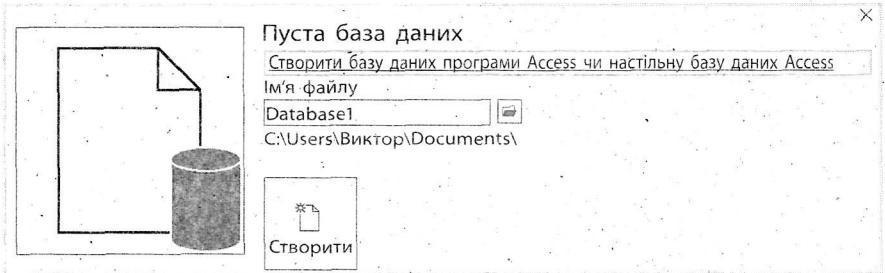 Пуста база даних
Створити базу даних програми Access чи настільну базу даних Access
Ім'я файлу
Database1
C:\Users\Виктор\Documents\
Створити